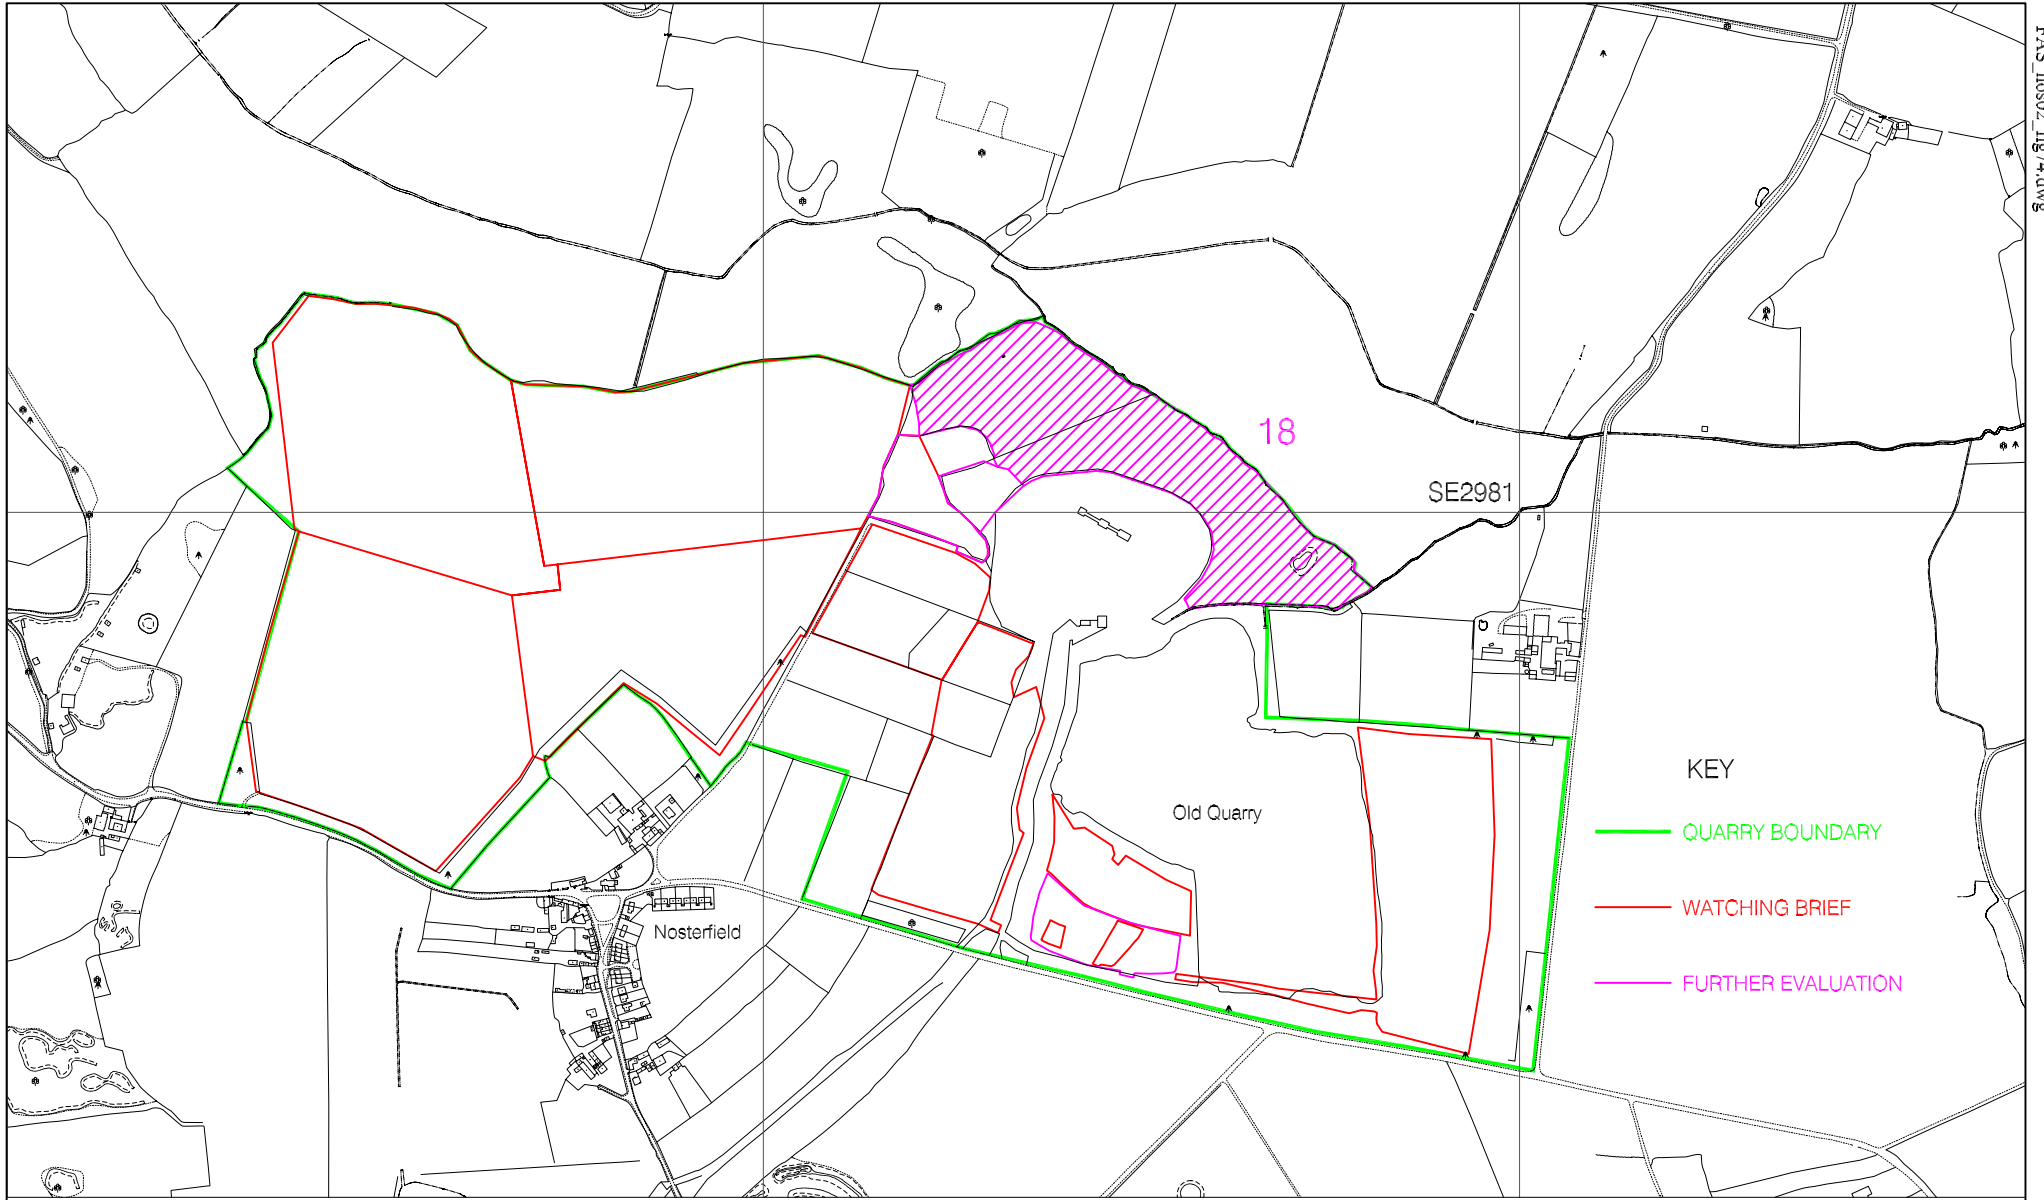 18
SE2981
KEY
Old Quarry
QUARRY BOUNDARY
WATCHING BRIEF
Nosterfield
FURTHER EVALUATION